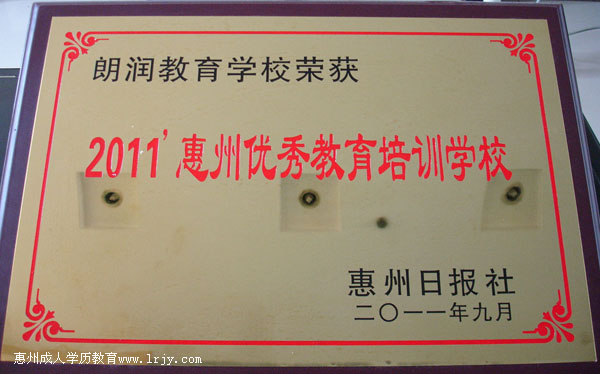 朗润教育学校荣获
2011'惠州优秀教育培训学校
惠州日报社
二〇一一年九月
惠州成人学历教育www.lrjy.com